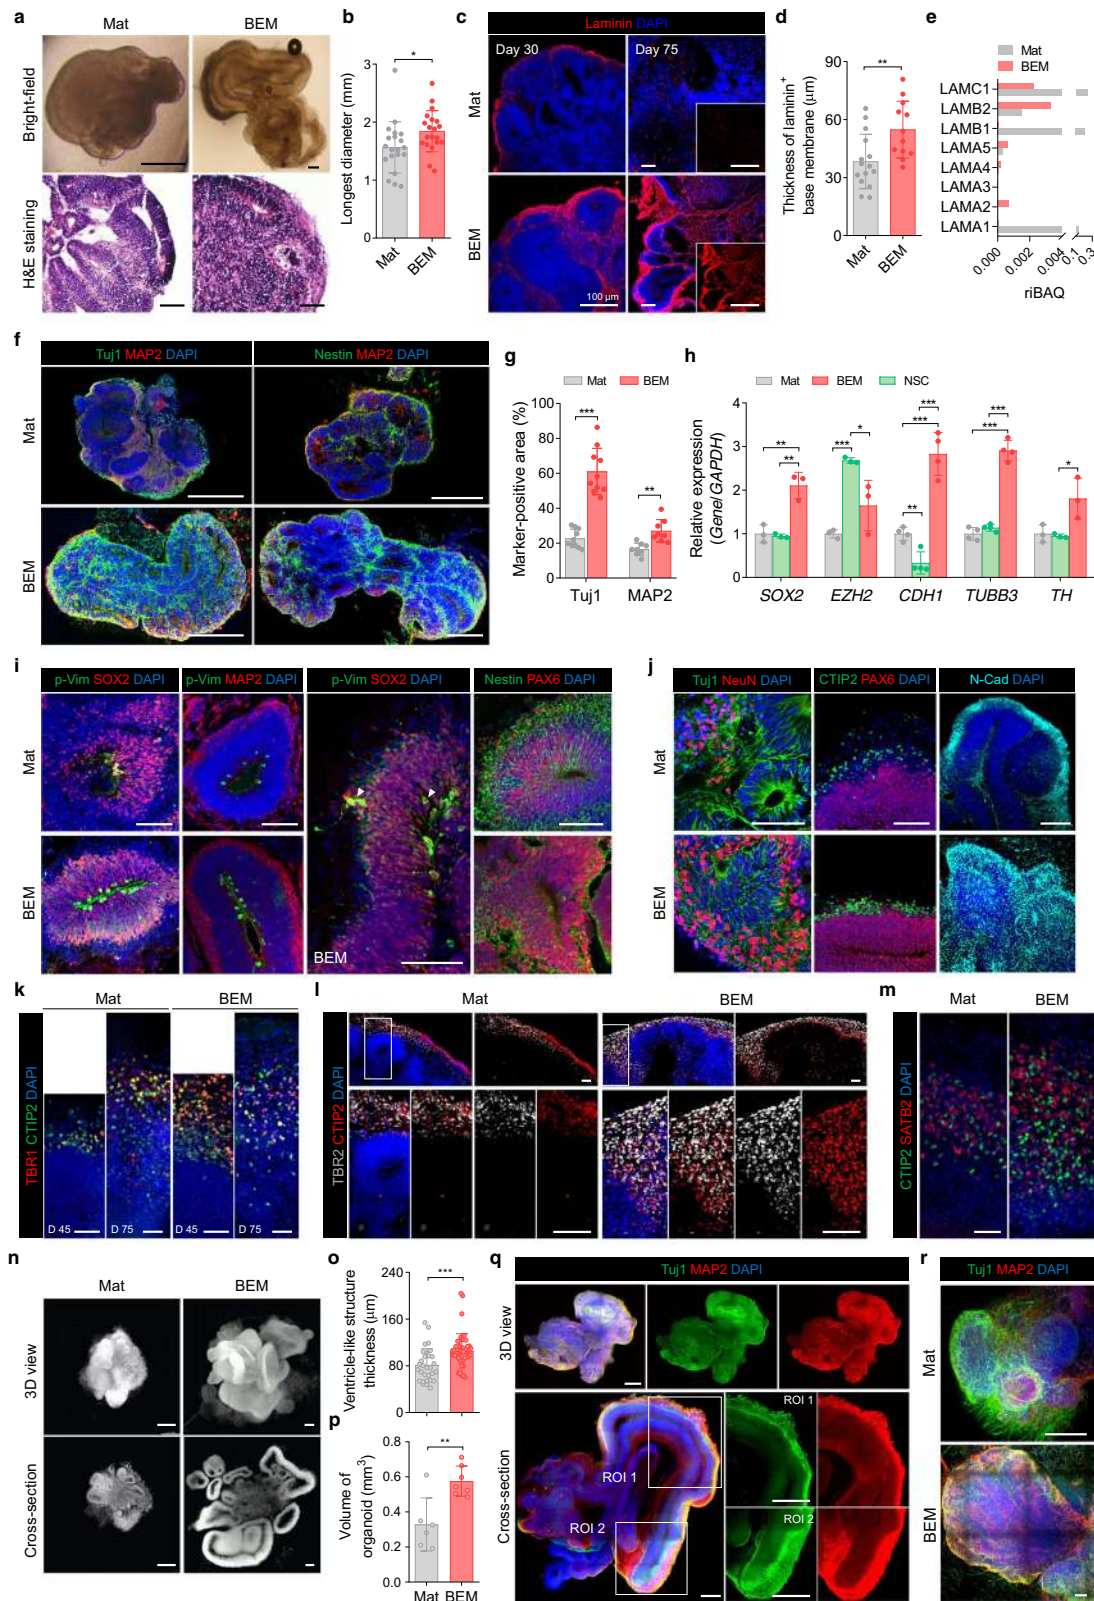 a
Mat
BEM
Bright-field
H&E staining
b
*
Longest diameter (mm)
3
2
1
0
Mat
BEM
c
Laminin DAPI
Day 30
Day 75
Mat
BEM
100 µm
d
**
Thickness of laminin+
base membrane (µm)
90
60
30
0
Mat
BEM
e
Mat
BEM
LAMC1
LAMB2
LAMB1
LAMA5
LAMA4
LAMA3
LAMA2
LAMA1
0.000
0.002
0.004
0.1
0.3
riBAQ
f
Tuj1 MAP2 DAPI
Nestin MAP2 DAPI
Mat
BEM
g
Mat
BEM
Marker-positive area (%)
100
80
60
40
20
0
***
**
Tuj1
MAP2
h
Mat
BEM
NSC
Relative expression
(Gene/GAPDH)
4
3
2
1
0
**
**
***
*
***
***
**
***
***
*
SOX2
EZH2
CDH1
TUBB3
TH
i
p-Vim SOX2 DAPI
p-Vim MAP2 DAPI
p-Vim SOX2 DAPI
Nestin PAX6 DAPI
Mat
BEM
BEM
j
Tuj1 NeuN DAPI
CTIP2 PAX6 DAPI
N-Cad DAPI
Mat
BEM
k
Mat
BEM
TBR1 CTIP2 DAPI
D 45
D 75
D 45
D 75
l
Mat
BEM
TBR2 CTIP2 DAPI
m
Mat
BEM
CTIP2 SATB2 DAPI
n
Mat
BEM
3D view
Cross-section
o
***
Ventricle-like structure
thickness (µm)
240
160
80
0
p
**
Volume of
organoid (mm3)
0.8
0.6
0.4
0.2
0.0
Mat
BEM
q
Tuj1 MAP2 DAPI
3D view
Cross-section
ROI 1
ROI 2
ROI 1
ROI 2
r
Tuj1 MAP2 DAPI
Mat
BEM